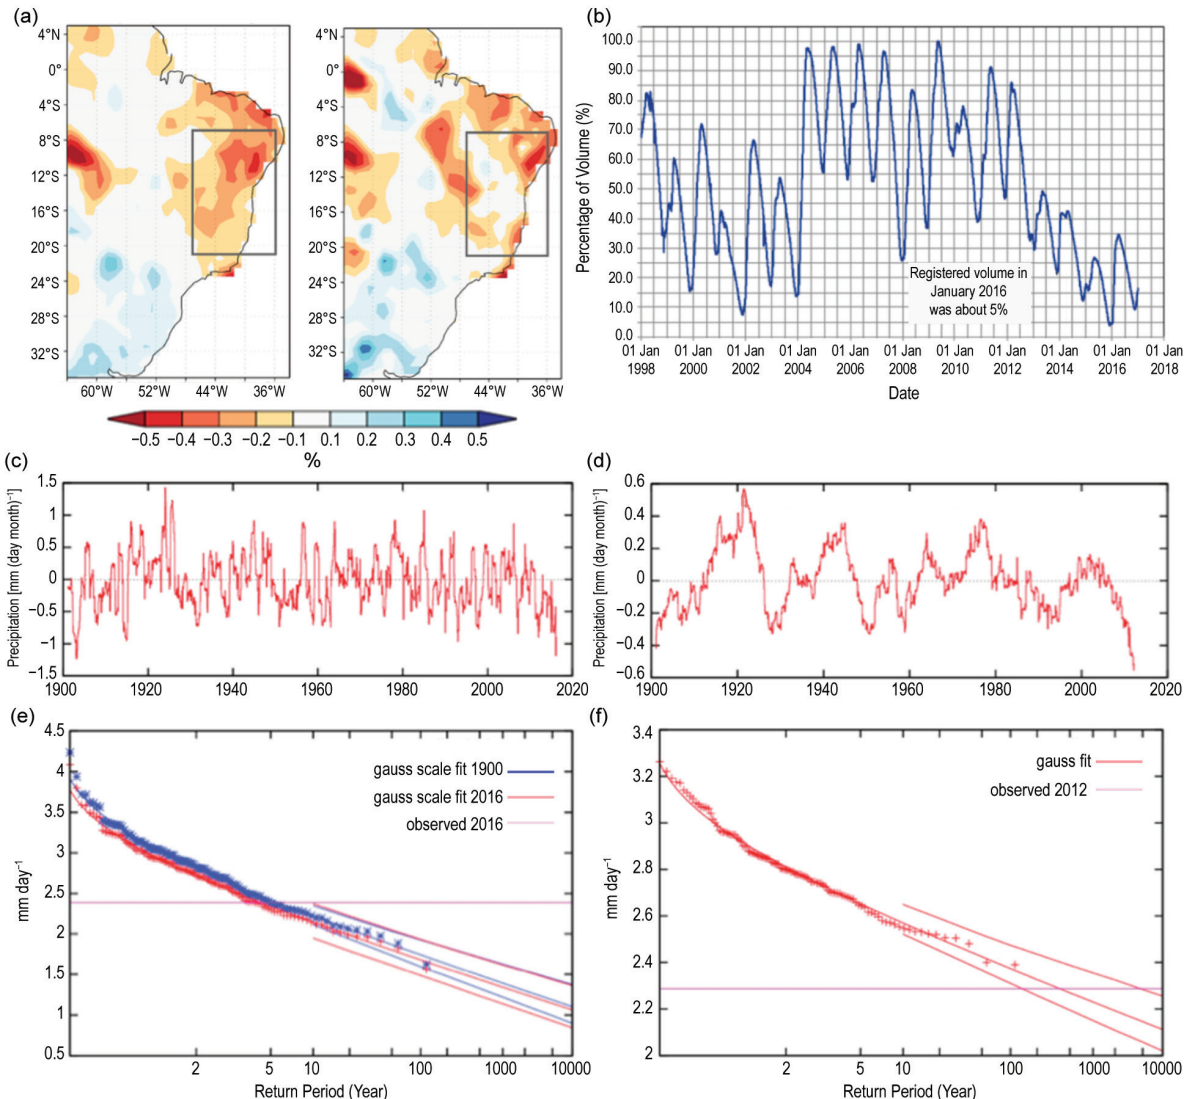 (a)
4°N
0°
4°S
8°S
12°S
16°S
20°S
24°S
28°S
32°S
60°W 52°W 44°W 36°W
4°N
0°
4°S
8°S
12°S
16°S
20°S
24°S
28°S
32°S
60°W 52°W 44°W 36°W
−0.5 −0.4 −0.3 −0.2 −0.1 0.1 0.2 0.3 0.4 0.5
%
(b)
Percentage of Volume (%)
100.0
90.0
80.0
70.0
60.0
50.0
40.0
30.0
20.0
10.0
0.0
Registered volume in
January 2016
was about 5%
01 Jan 01 Jan 01 Jan 01 Jan 01 Jan 01 Jan 01 Jan 01 Jan 01 Jan 01 Jan 01 Jan
1998 2000 2002 2004 2006 2008 2010 2012 2014 2016 2018
Date
(c)
Precipitation [mm (day month)⁻¹]
1.5
1
0.5
0
−0.5
−1
−1.5
1900 1920 1940 1960 1980 2000 2020
(d)
Precipitation [mm (day month)⁻¹]
0.6
0.4
0.2
0
−0.2
−0.4
−0.6
1900 1920 1940 1960 1980 2000 2020
(e)
mm day⁻¹
4.5
4
3.5
3
2.5
2
1.5
1
0.5
gauss scale fit 1900
gauss scale fit 2016
observed 2016
2 5 10 100 1000 10000
Return Period (Year)
(f)
mm day⁻¹
3.4
3.2
3
2.8
2.6
2.4
2.2
2
gauss fit
observed 2012
2 5 10 100 1000 10000
Return Period (Year)